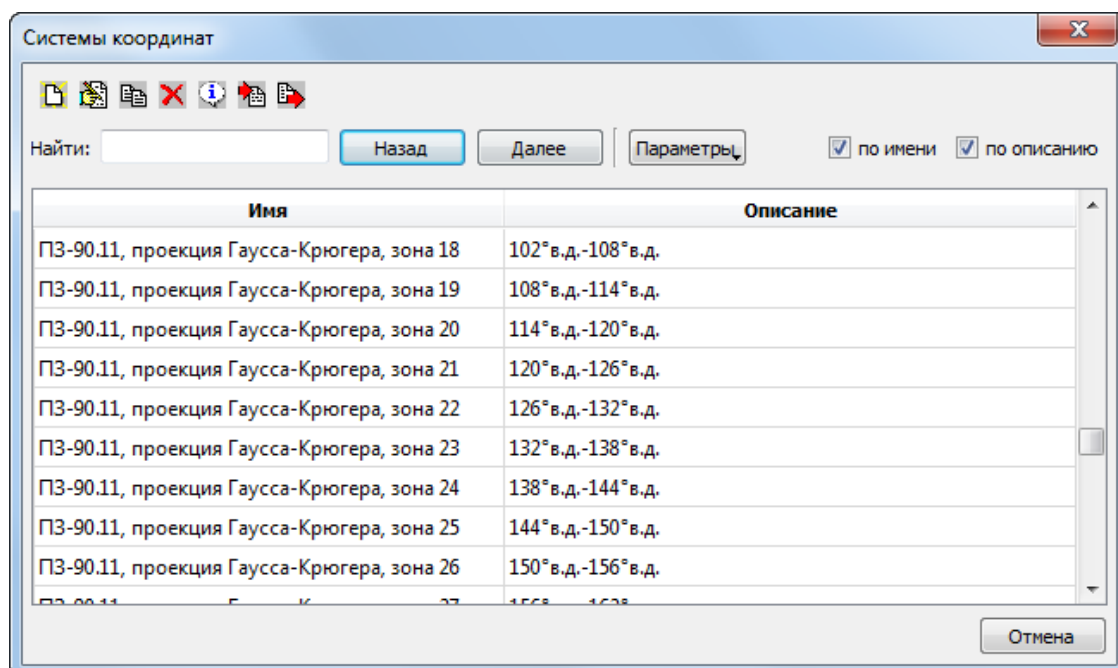 Системы координат
Найти: Назад Далее Параметры по имени по описанию
Имя Описание
ПЗ-90.11, проекция Гаусса-Крюгера, зона 18 102°в.д.-108°в.д.
ПЗ-90.11, проекция Гаусса-Крюгера, зона 19 108°в.д.-114°в.д.
ПЗ-90.11, проекция Гаусса-Крюгера, зона 20 114°в.д.-120°в.д.
ПЗ-90.11, проекция Гаусса-Крюгера, зона 21 120°в.д.-126°в.д.
ПЗ-90.11, проекция Гаусса-Крюгера, зона 22 126°в.д.-132°в.д.
ПЗ-90.11, проекция Гаусса-Крюгера, зона 23 132°в.д.-138°в.д.
ПЗ-90.11, проекция Гаусса-Крюгера, зона 24 138°в.д.-144°в.д.
ПЗ-90.11, проекция Гаусса-Крюгера, зона 25 144°в.д.-150°в.д.
ПЗ-90.11, проекция Гаусса-Крюгера, зона 26 150°в.д.-156°в.д.
Отмена